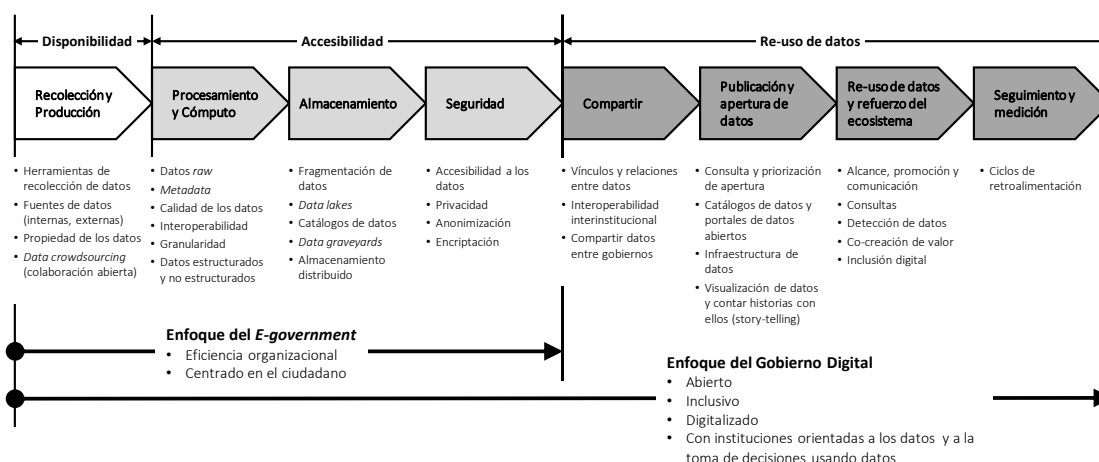 Disponibilidad
Accesibilidad
Re-uso de datos
Recolección y
Producción
Procesamiento
y Cómputo
Almacenamiento
Seguridad
Compartir
Publicación y
apertura de
datos
Re-uso de datos
y refuerzo del
ecosistema
Seguimiento y
medición
• Herramientas de
recolección de datos
• Fuentes de datos
(internas, externas)
• Propiedad de los datos
• Data crowdsourcing
(colaboración abierta)
• Datos raw
• Metadata
• Calidad de los datos
• Interoperabilidad
• Granularidad
• Datos estructurados
y no estructurados
• Fragmentación de
datos
• Data lakes
• Catálogos de datos
• Data graveyards
• Almacenamiento
distribuido
• Accesibilidad a los
datos
• Privacidad
• Anonimización
• Encriptación
• Vínculos y relaciones
entre datos
• Interoperabilidad
interinstitucional
• Compartir datos
entre gobiernos
• Consulta y priorización
de apertura
• Catálogos de datos y
portales de datos
abiertos
• Infraestructura de
datos
• Visualización de datos
y contar historias con
ellos (story-telling)
• Alcance, promoción y
comunicación
• Consultas
• Detección de datos
• Co-creación de valor
• Inclusión digital
• Ciclos de
retroalimentación
Enfoque del E-government
• Eficiencia organizacional
• Centrado en el ciudadano
Enfoque del Gobierno Digital
• Abierto
• Inclusivo
• Digitalizado
• Con instituciones orientadas a los datos y a la
toma de decisiones usando datos